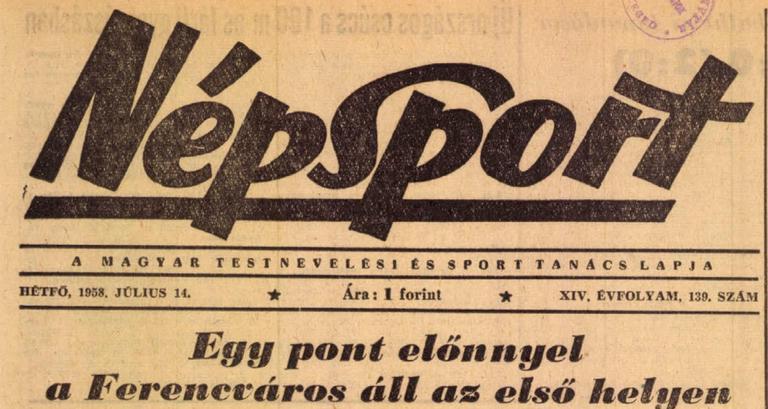 NépSport
A MAGYAR TESTNEVELÉSI ÉS SPORT TANÁCS LAPJA
HÉTFŐ, 1958. JÚLIUS 14. ★ Ára: 1 forint ★ XIV. ÉVFOLYAM, 139. SZÁM
Egy pont előnnyel
a Ferencváros áll az első helyen